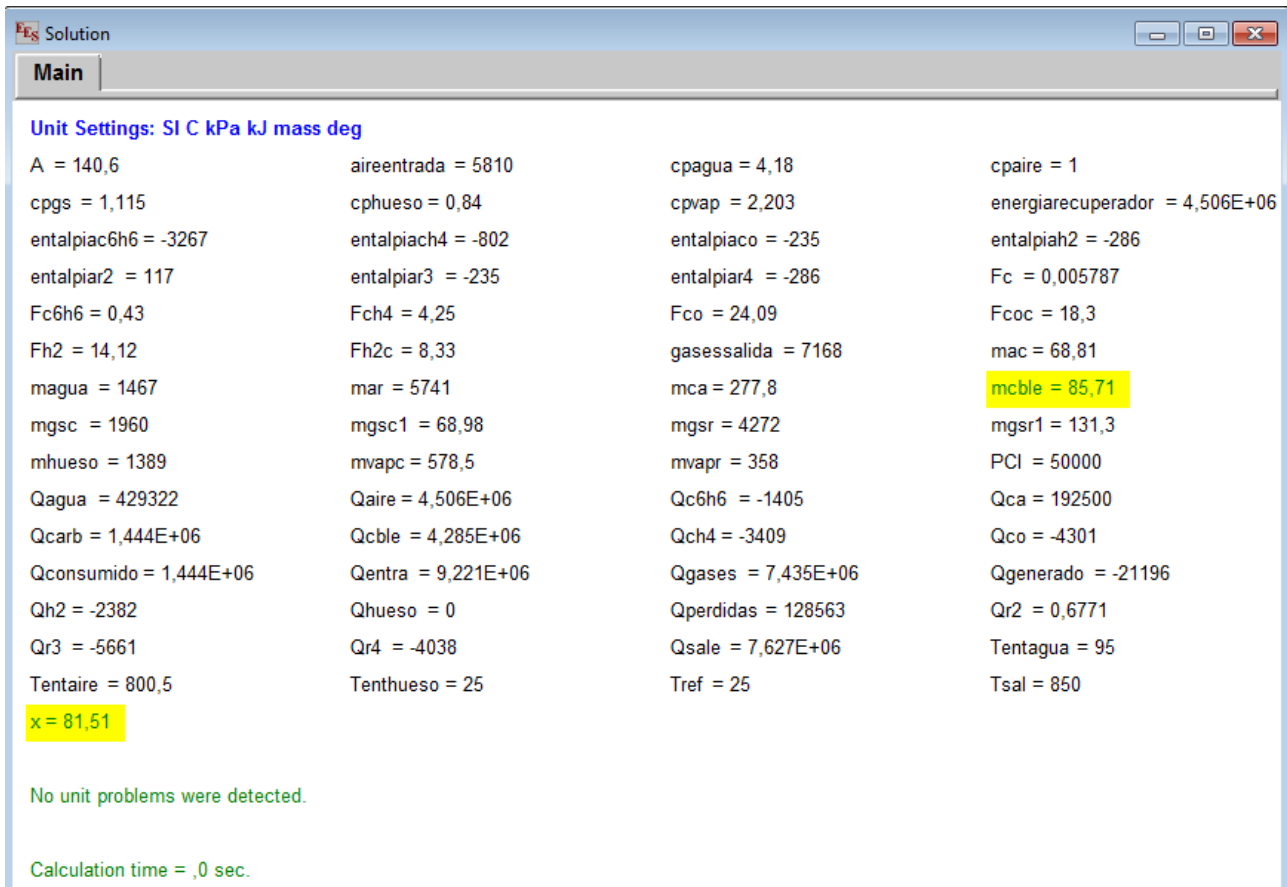 EES Solution
Main
Unit Settings: SI C kPa kJ mass deg
A = 140,6 aireentrada = 5810 cpagua = 4,18 cpaire = 1
cpgs = 1,115 cphueso = 0,84 cpvap = 2,203 energiarecuperador = 4,506E+06
entalpiac6h6 = -3267 entalpiach4 = -802 entalpiaco = -235 entalpiah2 = -286
entalpiar2 = 117 entalpiar3 = -235 entalpiar4 = -286 Fc = 0,005787
Fc6h6 = 0,43 Fch4 = 4,25 Fco = 24,09 Fcoc = 18,3
Fh2 = 14,12 Fh2c = 8,33 gasessalida = 7168 mac = 68,81
magua = 1467 mar = 5741 mca = 277,8 mcble = 85,71
mgsc = 1960 mgsc1 = 68,98 mgsr = 4272 mgsr1 = 131,3
mhueso = 1389 mvapc = 578,5 mvapr = 358 PCI = 50000
Qagua = 429322 Qaire = 4,506E+06 Qc6h6 = -1405 Qca = 192500
Qcarb = 1,444E+06 Qcble = 4,285E+06 Qch4 = -3409 Qco = -4301
Qconsumido = 1,444E+06 Qentra = 9,221E+06 Qgases = 7,435E+06 Qgenerado = -21196
Qh2 = -2382 Qhueso = 0 Qperdidas = 128563 Qr2 = 0,6771
Qr3 = -5661 Qr4 = -4038 Qsale = 7,627E+06 Tentagua = 95
Tentaire = 800,5 Tenthueso = 25 Tref = 25 Tsal = 850
x = 81,51
No unit problems were detected.
Calculation time = ,0 sec.